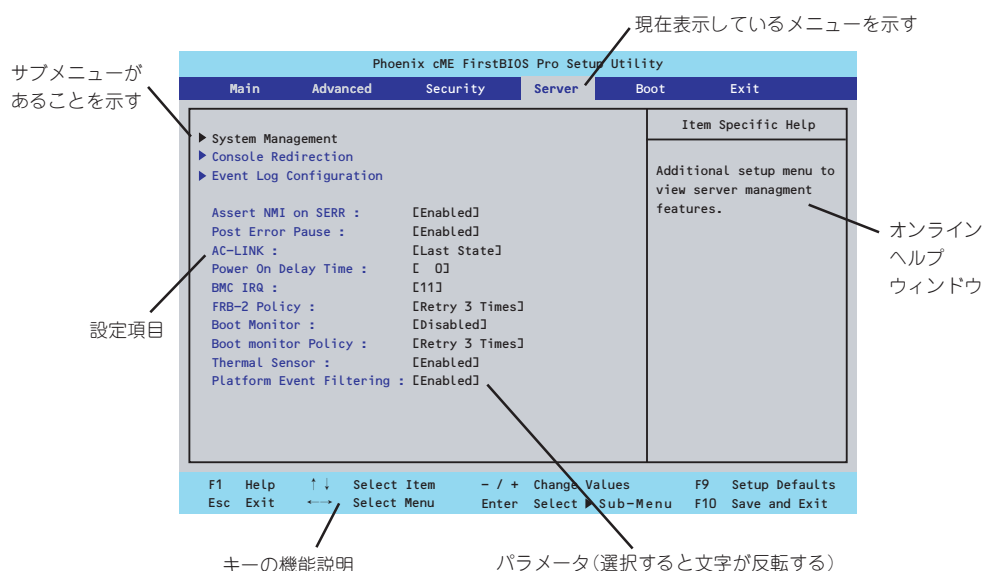 現在表示しているメニューを示す
サブメニューが
あることを示す
Phoenix cME FirstBIOS Pro Setup Utility
Main Advanced Security Server Boot Exit
▶ System Management
▶ Console Redirection
▶ Event Log Configuration
Assert NMI on SERR : [Enabled]
Post Error Pause : [Enabled]
AC-LINK : [Last State]
Power On Delay Time : [ 0]
BMC IRQ : [11]
FRB-2 Policy : [Retry 3 Times]
Boot Monitor : [Disabled]
Boot monitor Policy : [Retry 3 Times]
Thermal Sensor : [Enabled]
Platform Event Filtering : [Enabled]
Item Specific Help
Additional setup menu to
view server managment
features.
オンライン
ヘルプ
ウィンドウ
設定項目
F1 Help ↑↓ Select Item - / + Change Values F9 Setup Defaults
Esc Exit ←→ Select Menu Enter Select ▶ Sub-Menu F10 Save and Exit
キーの機能説明
パラメータ(選択すると文字が反転する)